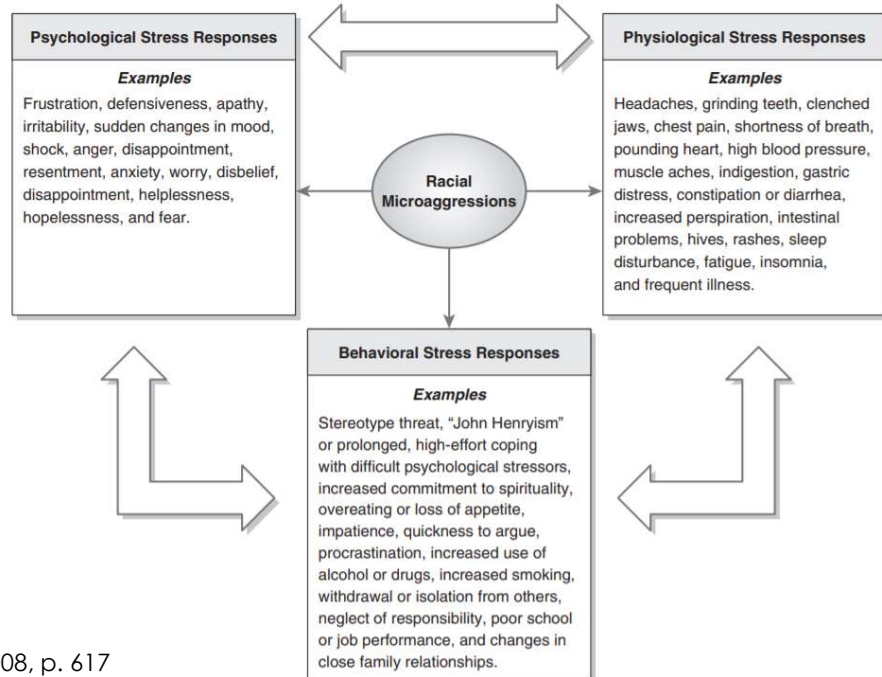 Psychological Stress Responses
Examples
Frustration, defensiveness, apathy,
irritability, sudden changes in mood,
shock, anger, disappointment,
resentment, anxiety, worry, disbelief,
disappointment, helplessness,
hopelessness, and fear.
Physiological Stress Responses
Examples
Headaches, grinding teeth, clenched
jaws, chest pain, shortness of breath,
pounding heart, high blood pressure,
muscle aches, indigestion, gastric
distress, constipation or diarrhea,
increased perspiration, intestinal
problems, hives, rashes, sleep
disturbance, fatigue, insomnia,
and frequent illness.
Racial
Microaggressions
Behavioral Stress Responses
Examples
Stereotype threat, “John Henryism”
or prolonged, high-effort coping
with difficult psychological stressors,
increased commitment to spirituality,
overeating or loss of appetite,
impatience, quickness to argue,
procrastination, increased use of
alcohol or drugs, increased smoking,
withdrawal or isolation from others,
neglect of responsibility, poor school
or job performance, and changes in
close family relationships.
08, p. 617